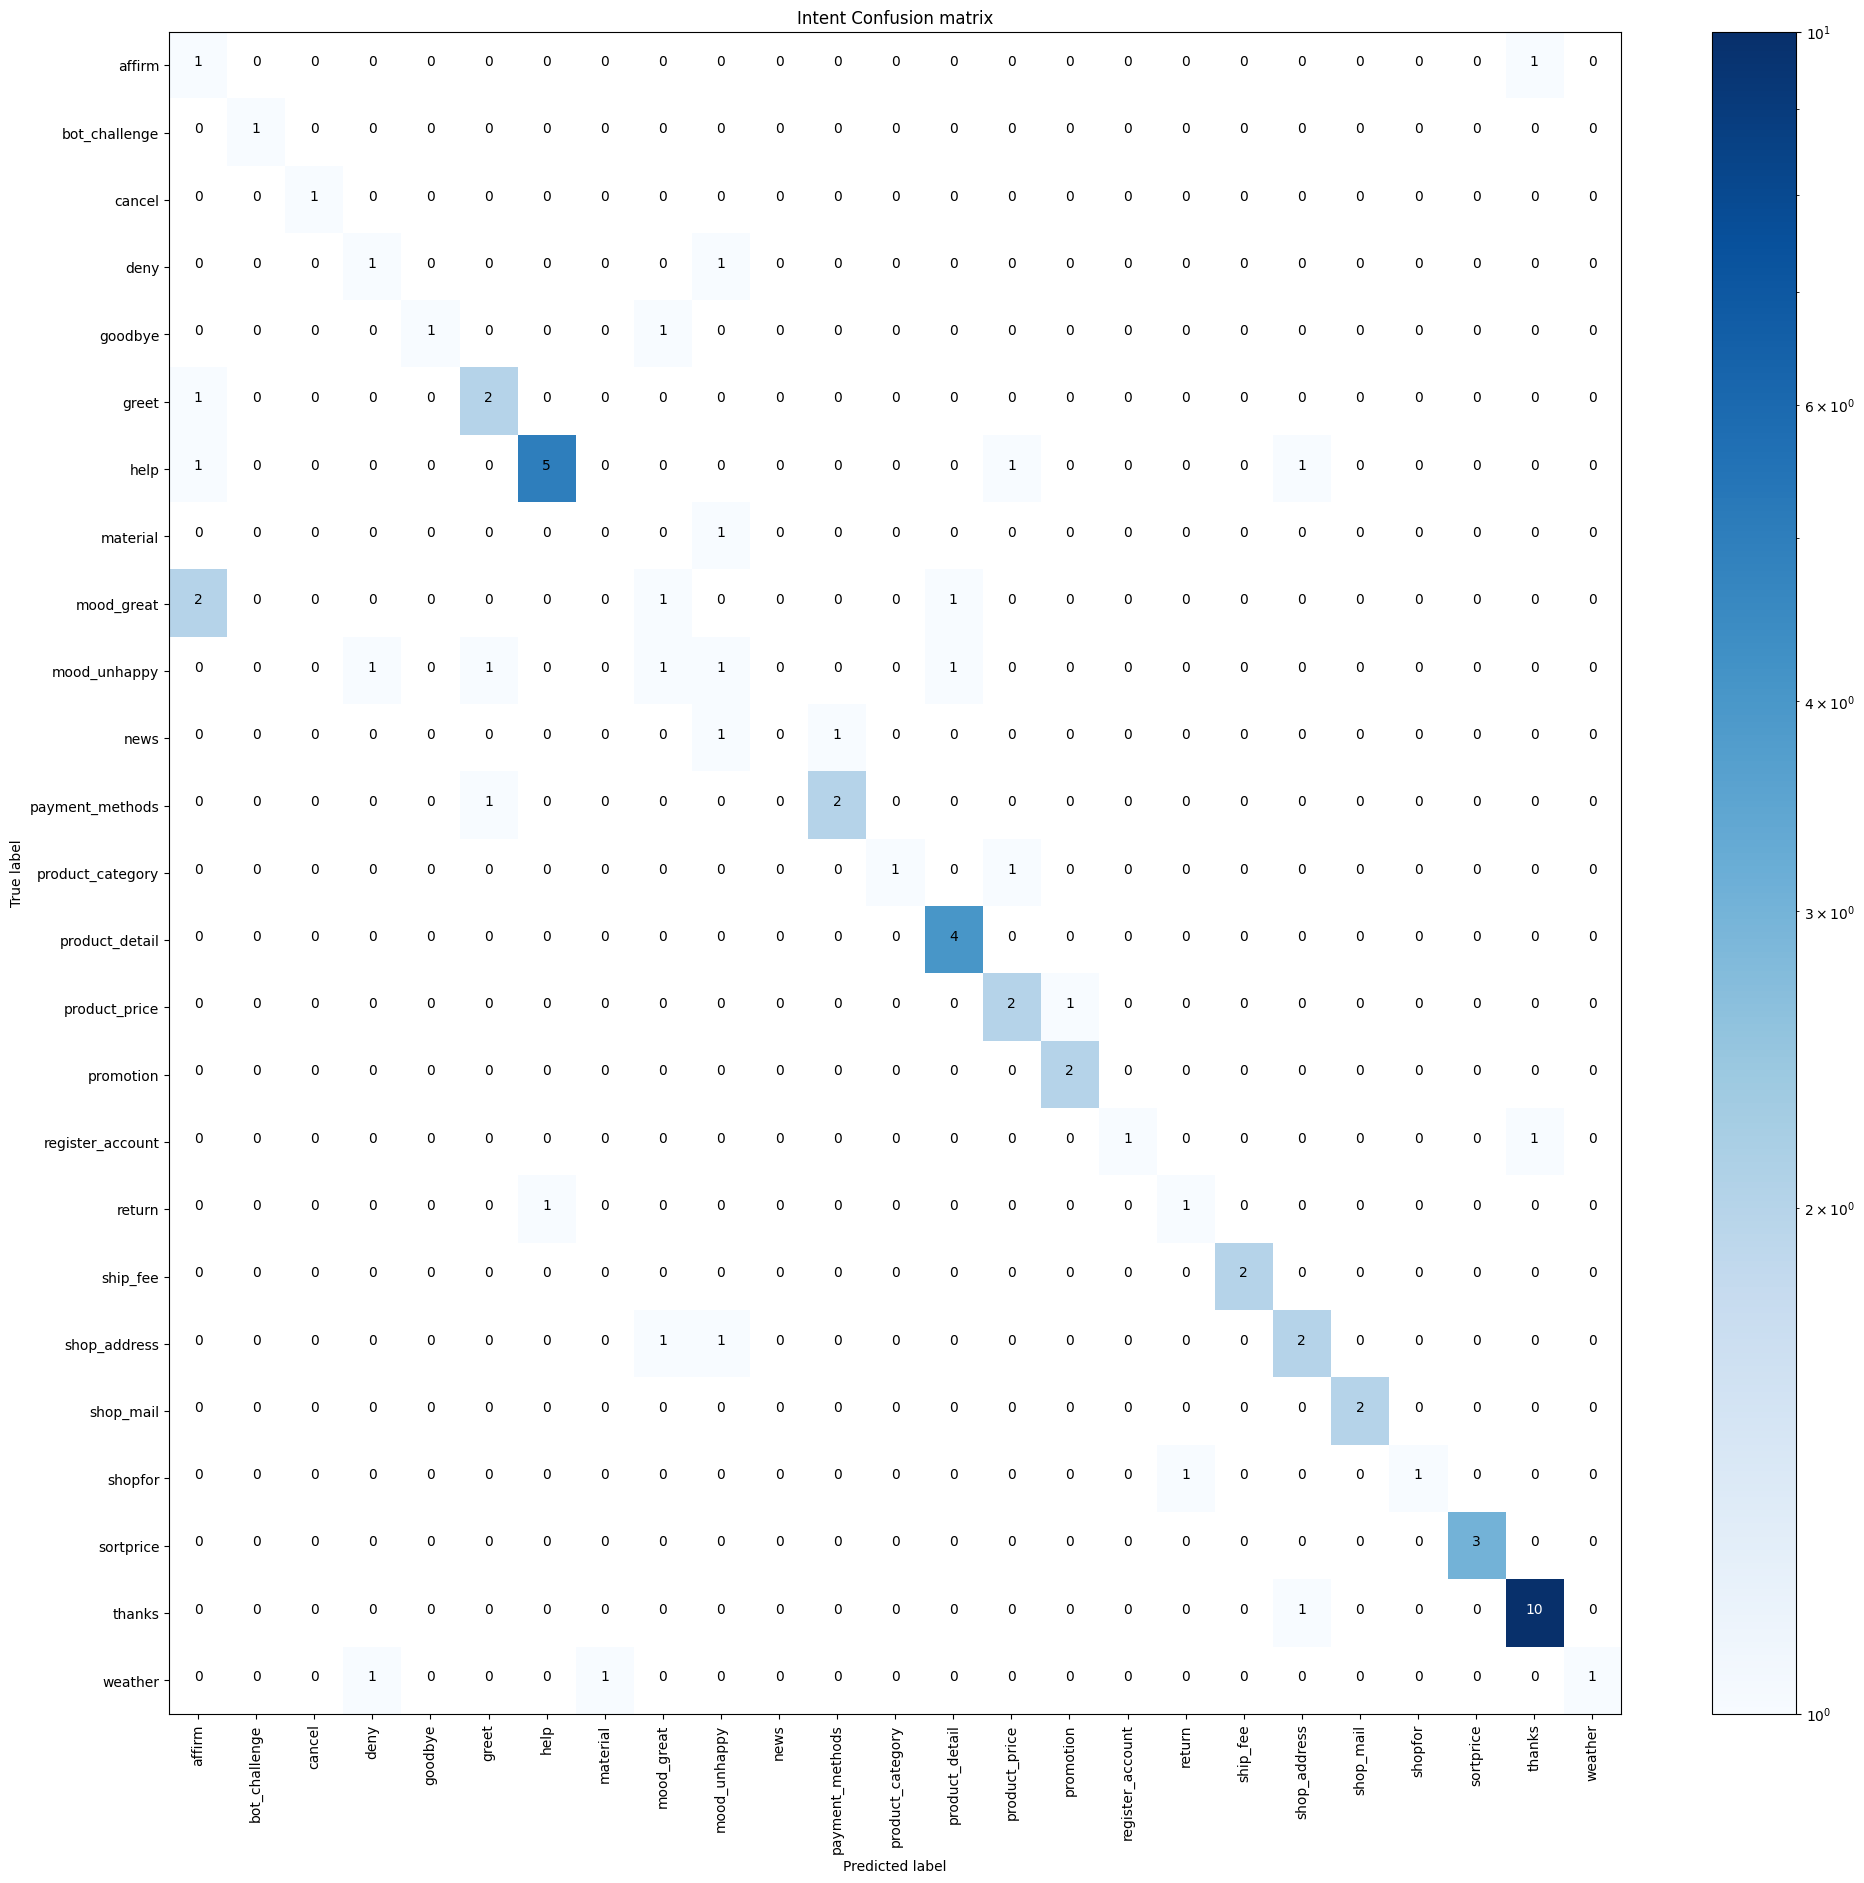 Intent Confusion matrix
affirm 1 0 0 0 0 0 0 0 0 0 0 0 0 0 0 0 0 0 0 0 0 0 0 1 0
bot_challenge 0 1 0 0 0 0 0 0 0 0 0 0 0 0 0 0 0 0 0 0 0 0 0 0 0
cancel 0 0 1 0 0 0 0 0 0 0 0 0 0 0 0 0 0 0 0 0 0 0 0 0 0
deny 0 0 0 1 0 0 0 0 0 1 0 0 0 0 0 0 0 0 0 0 0 0 0 0 0
goodbye 0 0 0 0 1 0 0 0 1 0 0 0 0 0 0 0 0 0 0 0 0 0 0 0 0
greet 1 0 0 0 0 2 0 0 0 0 0 0 0 0 0 0 0 0 0 0 0 0 0 0 0
help 1 0 0 0 0 0 5 0 0 0 0 0 0 0 1 0 0 0 0 1 0 0 0 0 0
material 0 0 0 0 0 0 0 0 0 1 0 0 0 0 0 0 0 0 0 0 0 0 0 0 0
mood_great 2 0 0 0 0 0 0 0 1 0 0 0 0 1 0 0 0 0 0 0 0 0 0 0 0
mood_unhappy 0 0 0 1 0 1 0 0 1 1 0 0 0 1 0 0 0 0 0 0 0 0 0 0 0
news 0 0 0 0 0 0 0 0 0 1 0 1 0 0 0 0 0 0 0 0 0 0 0 0 0
payment_methods 0 0 0 0 0 1 0 0 0 0 0 2 0 0 0 0 0 0 0 0 0 0 0 0 0
product_category 0 0 0 0 0 0 0 0 0 0 0 0 1 0 1 0 0 0 0 0 0 0 0 0 0
product_detail 0 0 0 0 0 0 0 0 0 0 0 0 0 4 0 0 0 0 0 0 0 0 0 0 0
product_price 0 0 0 0 0 0 0 0 0 0 0 0 0 0 2 1 0 0 0 0 0 0 0 0 0
promotion 0 0 0 0 0 0 0 0 0 0 0 0 0 0 0 2 0 0 0 0 0 0 0 0 0
register_account 0 0 0 0 0 0 0 0 0 0 0 0 0 0 0 0 1 0 0 0 0 0 0 1 0
return 0 0 0 0 0 0 1 0 0 0 0 0 0 0 0 0 0 1 0 0 0 0 0 0 0
ship_fee 0 0 0 0 0 0 0 0 0 0 0 0 0 0 0 0 0 0 2 0 0 0 0 0 0
shop_address 0 0 0 0 0 0 0 0 1 1 0 0 0 0 0 0 0 0 0 2 0 0 0 0 0
shop_mail 0 0 0 0 0 0 0 0 0 0 0 0 0 0 0 0 0 0 0 0 2 0 0 0 0
shopfor 0 0 0 0 0 0 0 0 0 0 0 0 0 0 0 0 0 1 0 0 0 1 0 0 0
sortprice 0 0 0 0 0 0 0 0 0 0 0 0 0 0 0 0 0 0 0 0 0 0 3 0 0
thanks 0 0 0 0 0 0 0 0 0 0 0 0 0 0 0 0 0 0 0 1 0 0 0 10 0
weather 0 0 0 1 0 0 0 1 0 0 0 0 0 0 0 0 0 0 0 0 0 0 0 0 1
True label
affirm
bot_challenge
cancel
deny
goodbye
greet
help
material
mood_great
mood_unhappy
news
payment_methods
product_category
product_detail
product_price
promotion
register_account
return
ship_fee
shop_address
shop_mail
shopfor
sortprice
thanks
weather
Predicted label
10¹
6 × 10⁰
4 × 10⁰
3 × 10⁰
2 × 10⁰
10⁰